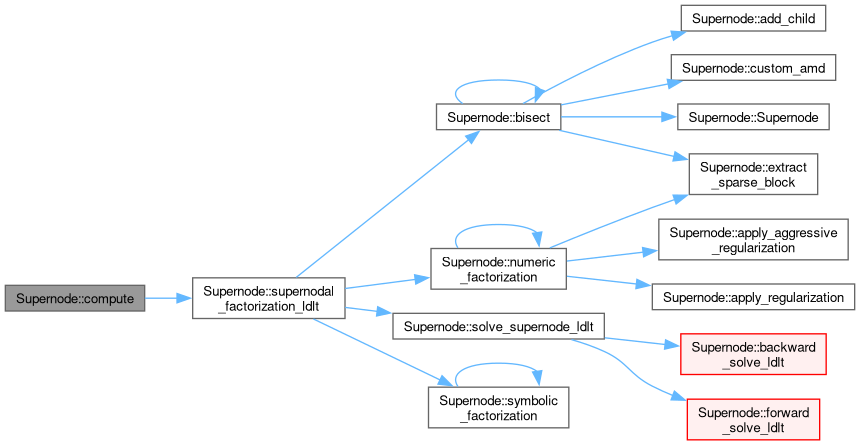 Supernode::compute
Supernode::supernodal
_factorization_ldlt
Supernode::bisect
Supernode::add_child
Supernode::custom_amd
Supernode::Supernode
Supernode::extract
_sparse_block
Supernode::numeric
_factorization
Supernode::apply_aggressive
_regularization
Supernode::apply_regularization
Supernode::solve_supernode_ldlt
Supernode::backward
_solve_ldlt
Supernode::forward
_solve_ldlt
Supernode::symbolic
_factorization